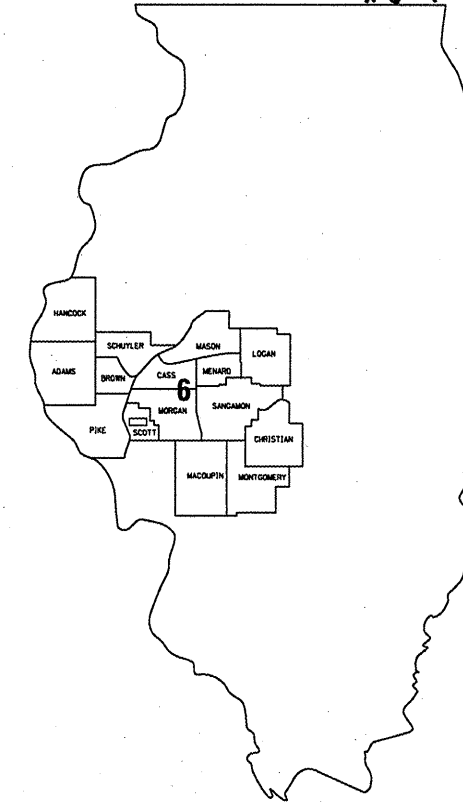 HANCOCK
SCHUYLER
MASON
LOGAN
ADAMS
BROWN
CASS
MENARD
6
MORGAN
SANGAMON
PIKE
SCOTT
CHRISTIAN
MACOUPIN
MONTGOMERY